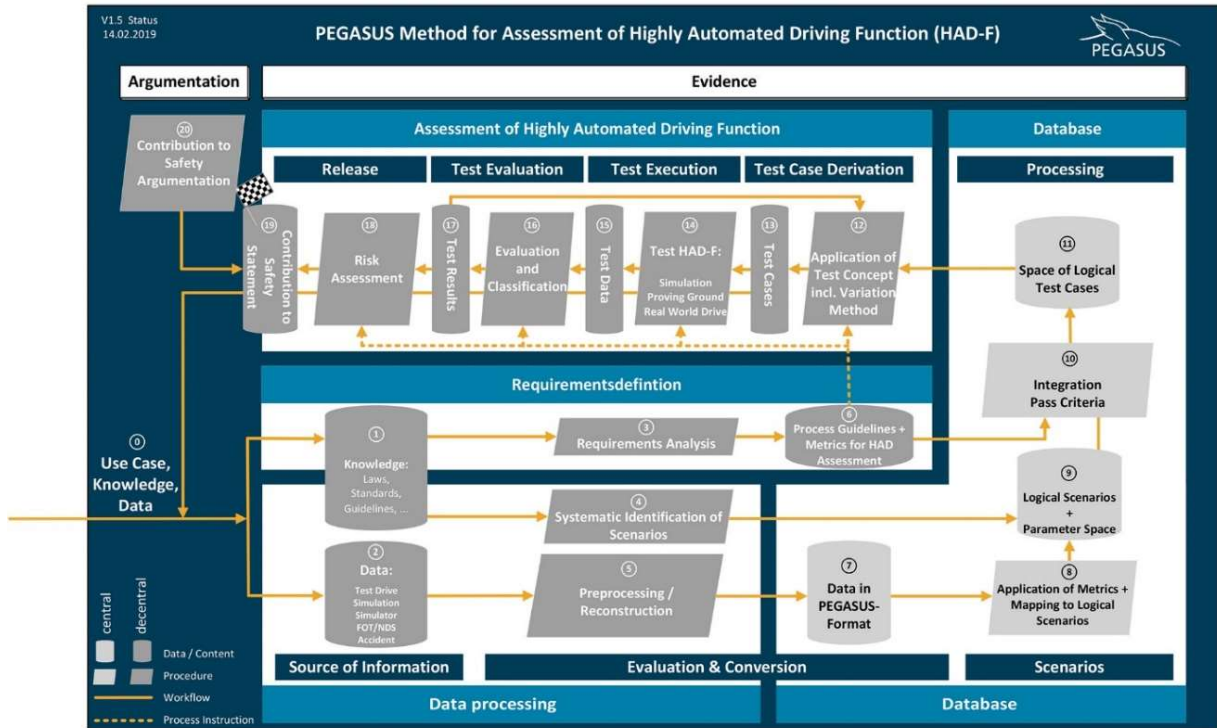 V1.5 Status
14.02.2019
PEGASUS Method for Assessment of Highly Automated Driving Function (HAD-F)
PEGASUS
Argumentation
Evidence
Assessment of Highly Automated Driving Function
Database
Release
Test Evaluation
Test Execution
Test Case Derivation
Processing
20
Contribution to
Safety
Argumentation
19
Contribution to
Safety
Statement
18
Risk
Assessment
17
Test Results
16
Evaluation
and
Classification
15
Test Data
14
Test HAD-F:
Simulation
Proving Ground
Real World Drive
13
Test Cases
12
Application of
Test Concept
incl. Variation
Method
11
Space of Logical
Test Cases
10
Integration
Pass Criteria
Requirementsdefintion
0
Use Case,
Knowledge,
Data
1
Knowledge:
Laws,
Standards,
Guidelines, ...
3
Requirements Analysis
6
Process Guidelines +
Metrics for HAD
Assessment
4
Systematic Identification of
Scenarios
9
Logical Scenarios
+
Parameter Space
2
Data:
Test Drive
Simulation
Simulator
FOT/NDS
Accident
5
Preprocessing /
Reconstruction
7
Data in
PEGASUS-
Format
8
Application of Metrics +
Mapping to Logical
Scenarios
central
decentral
Data / Content
Procedure
Workflow
Process Instruction
Source of Information
Evaluation & Conversion
Scenarios
Data processing
Database